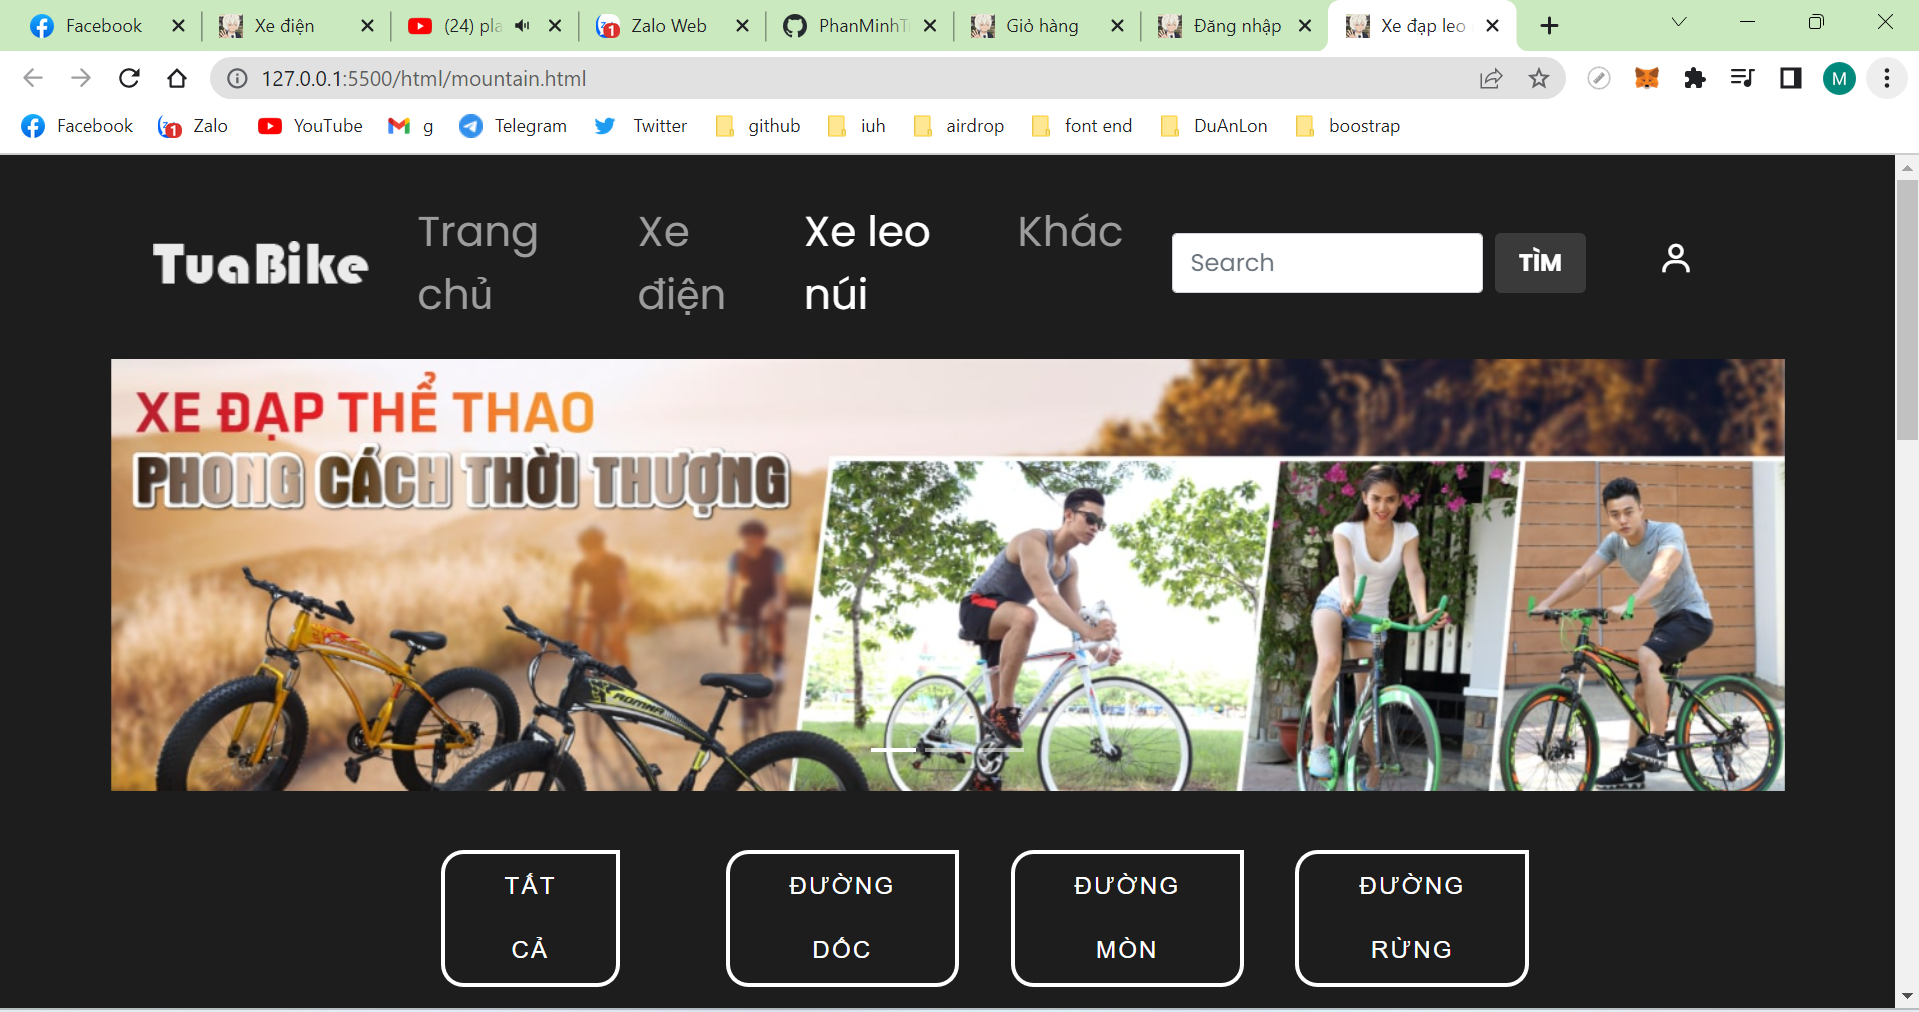 Facebook
Xe điện
(24) pla
Zalo Web
PhanMinhT
Giỏ hàng
Đăng nhập
Xe đạp leo
127.0.0.1:5500/html/mountain.html
M
Facebook
1
Zalo
YouTube
g
Telegram
Twitter
github
iuh
airdrop
font end
DuAnLon
boostrap
TuaBike
Trang
chủ
Xe
điện
Xe leo
núi
Khác
Search
TÌM
XE ĐẠP THỂ THAO
PHONG CÁCH THỜI THƯỢNG
TẤT
CẢ
ĐƯỜNG
DỐC
ĐƯỜNG
MÒN
ĐƯỜNG
RỪNG